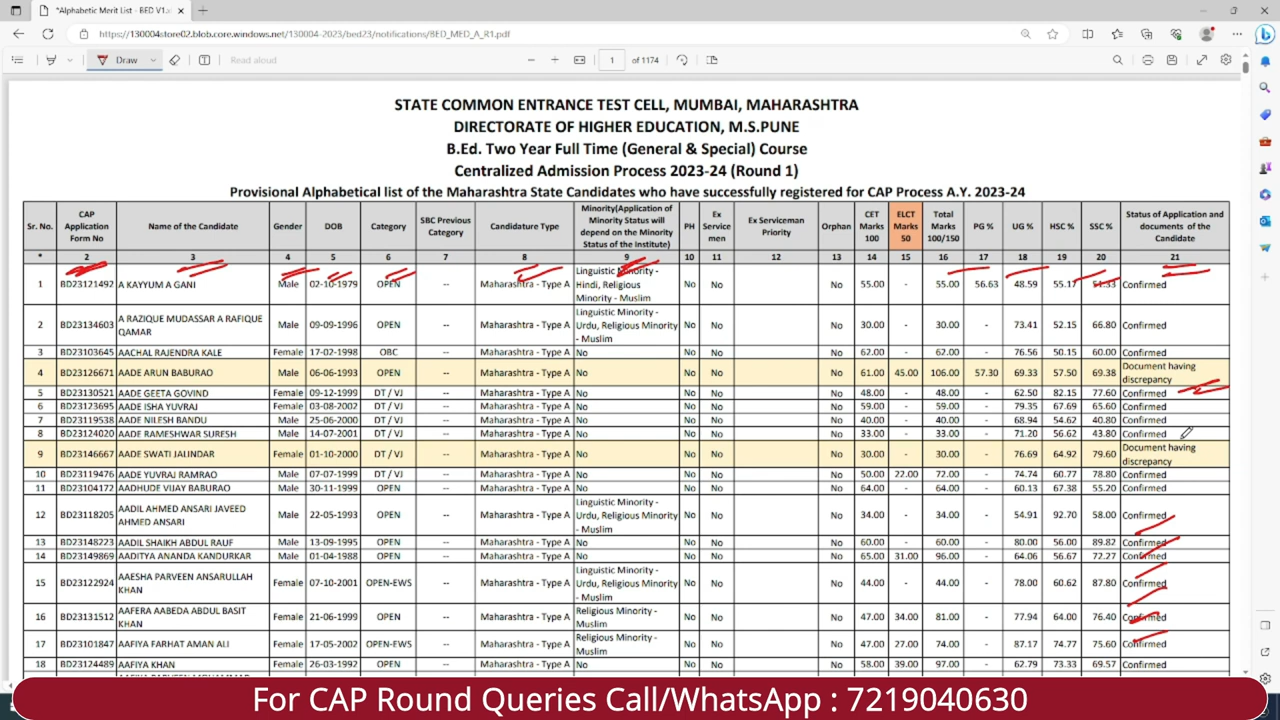 *Alphabetic Merit List - BED V1.x
https://130004store02.blob.core.windows.net/130004-2023/bed23/notifications/BED_MED_A_R1.pdf
Draw Read aloud 1 of 1174
STATE COMMON ENTRANCE TEST CELL, MUMBAI, MAHARASHTRA
DIRECTORATE OF HIGHER EDUCATION, M.S.PUNE
B.Ed. Two Year Full Time (General & Special) Course
Centralized Admission Process 2023-24 (Round 1)
Provisional Alphabetical list of the Maharashtra State Candidates who have successfully registered for CAP Process A.Y. 2023-24
Sr. No. CAP Application Form No Name of the Candidate Gender DOB Category SBC Previous Category Candidature Type Minority(Application of Minority Status will depend on the Minority Status of the Institute) PH Ex Service men Ex Serviceman Priority Orphan CET Marks 100 ELCT Marks 50 Total Marks 100/150 PG % UG % HSC % SSC % Status of Application and documents of the Candidate
* 2 3 4 5 6 7 8 9 10 11 12 13 14 15 16 17 18 19 20 21
1 BD23121492 A KAYYUM A GANI Male 02-10-1979 OPEN -- Maharashtra - Type A Linguistic Minority - Hindi, Religious Minority - Muslim No No No 55.00 - 55.00 56.63 48.59 55.17 Confirmed
2 BD23134603 A RAZIQUE MUDASSAR A RAFIQUE QAMAR Male 09-09-1996 OPEN -- Maharashtra - Type A Linguistic Minority - Urdu, Religious Minority - Muslim No No No 30.00 - 30.00 - 73.41 52.15 66.80 Confirmed
3 BD23103645 AACHAL RAJENDRA KALE Female 17-02-1998 OBC -- Maharashtra - Type A No No No No 62.00 - 62.00 - 76.56 50.15 60.00 Confirmed
4 BD23126671 AADE ARUN BABURAO Male 06-06-1993 OPEN -- Maharashtra - Type A No No No No 61.00 45.00 106.00 57.30 69.33 57.50 69.38 Document having discrepancy
5 BD23130521 AADE GEETA GOVIND Female 09-12-1999 DT / VJ -- Maharashtra - Type A No No No No 48.00 - 48.00 - 62.50 82.15 77.60 Confirmed
6 BD23123695 AADE ISHA YUVRAJ Female 03-08-2002 DT / VJ -- Maharashtra - Type A No No No No 59.00 - 59.00 - 79.35 67.69 65.60 Confirmed
7 BD23119538 AADE NILESH BANDU Male 25-06-2000 DT / VJ -- Maharashtra - Type A No No No No 40.00 - 40.00 - 68.94 54.62 40.80 Confirmed
8 BD23124020 AADE RAMESHWAR SURESH Male 14-07-2001 DT / VJ -- Maharashtra - Type A No No No No 33.00 - 33.00 - 71.20 56.62 43.80 Confirmed
9 BD23146667 AADE SWATI JALINDAR Female 01-10-2000 DT / VJ -- Maharashtra - Type A No No No No 30.00 - 30.00 - 76.69 64.92 79.60 Document having discrepancy
10 BD23119476 AADE YUVRAJ RAMRAO Male 07-07-1999 DT / VJ -- Maharashtra - Type A No No No No 50.00 22.00 72.00 - 74.74 60.77 78.80 Confirmed
11 BD23104172 AADHUDE VIJAY BABURAO Male 30-11-1999 OPEN -- Maharashtra - Type A No No No No 64.00 - 64.00 - 60.13 67.38 55.20 Confirmed
12 BD23118205 AADIL AHMED ANSARI JAVEED AHMED ANSARI Male 22-05-1993 OPEN -- Maharashtra - Type A Linguistic Minority - Urdu, Religious Minority - Muslim No No No 34.00 - 34.00 - 54.91 92.70 58.00 Confirmed
13 BD23148223 AADIL SHAIKH ABDUL RAUF Male 13-09-1995 OPEN -- Maharashtra - Type A No No No No 60.00 - 60.00 - 80.00 56.00 89.82 Confirmed
14 BD23149869 AADITYA ANANDA KANDURKAR Male 01-04-1988 OPEN -- Maharashtra - Type A No No No No 65.00 31.00 96.00 - 64.06 56.67 72.27 Confirmed
15 BD23122924 AAESHA PARVEEN ANSARULLAH KHAN Female 07-10-2001 OPEN-EWS -- Maharashtra - Type A Linguistic Minority - Urdu, Religious Minority - Muslim No No No 44.00 - 44.00 - 78.00 60.62 87.80 Confirmed
16 BD23131512 AAFERA AABEDA ABDUL BASIT KHAN Female 21-06-1999 OPEN -- Maharashtra - Type A Religious Minority - Muslim No No No 47.00 34.00 81.00 - 77.94 64.00 76.40 Confirmed
17 BD23101847 AAFIYA FARHAT AMAN ALI Female 17-05-2002 OPEN-EWS -- Maharashtra - Type A Religious Minority - Muslim No No No 47.00 27.00 74.00 - 87.17 74.77 75.60 Confirmed
18 BD23124489 AAFIYA KHAN Female 26-03-1992 OPEN -- Maharashtra - Type A No No No No 58.00 39.00 97.00 - 62.79 73.33 69.57 Confirmed
For CAP Round Queries Call/WhatsApp : 7219040630